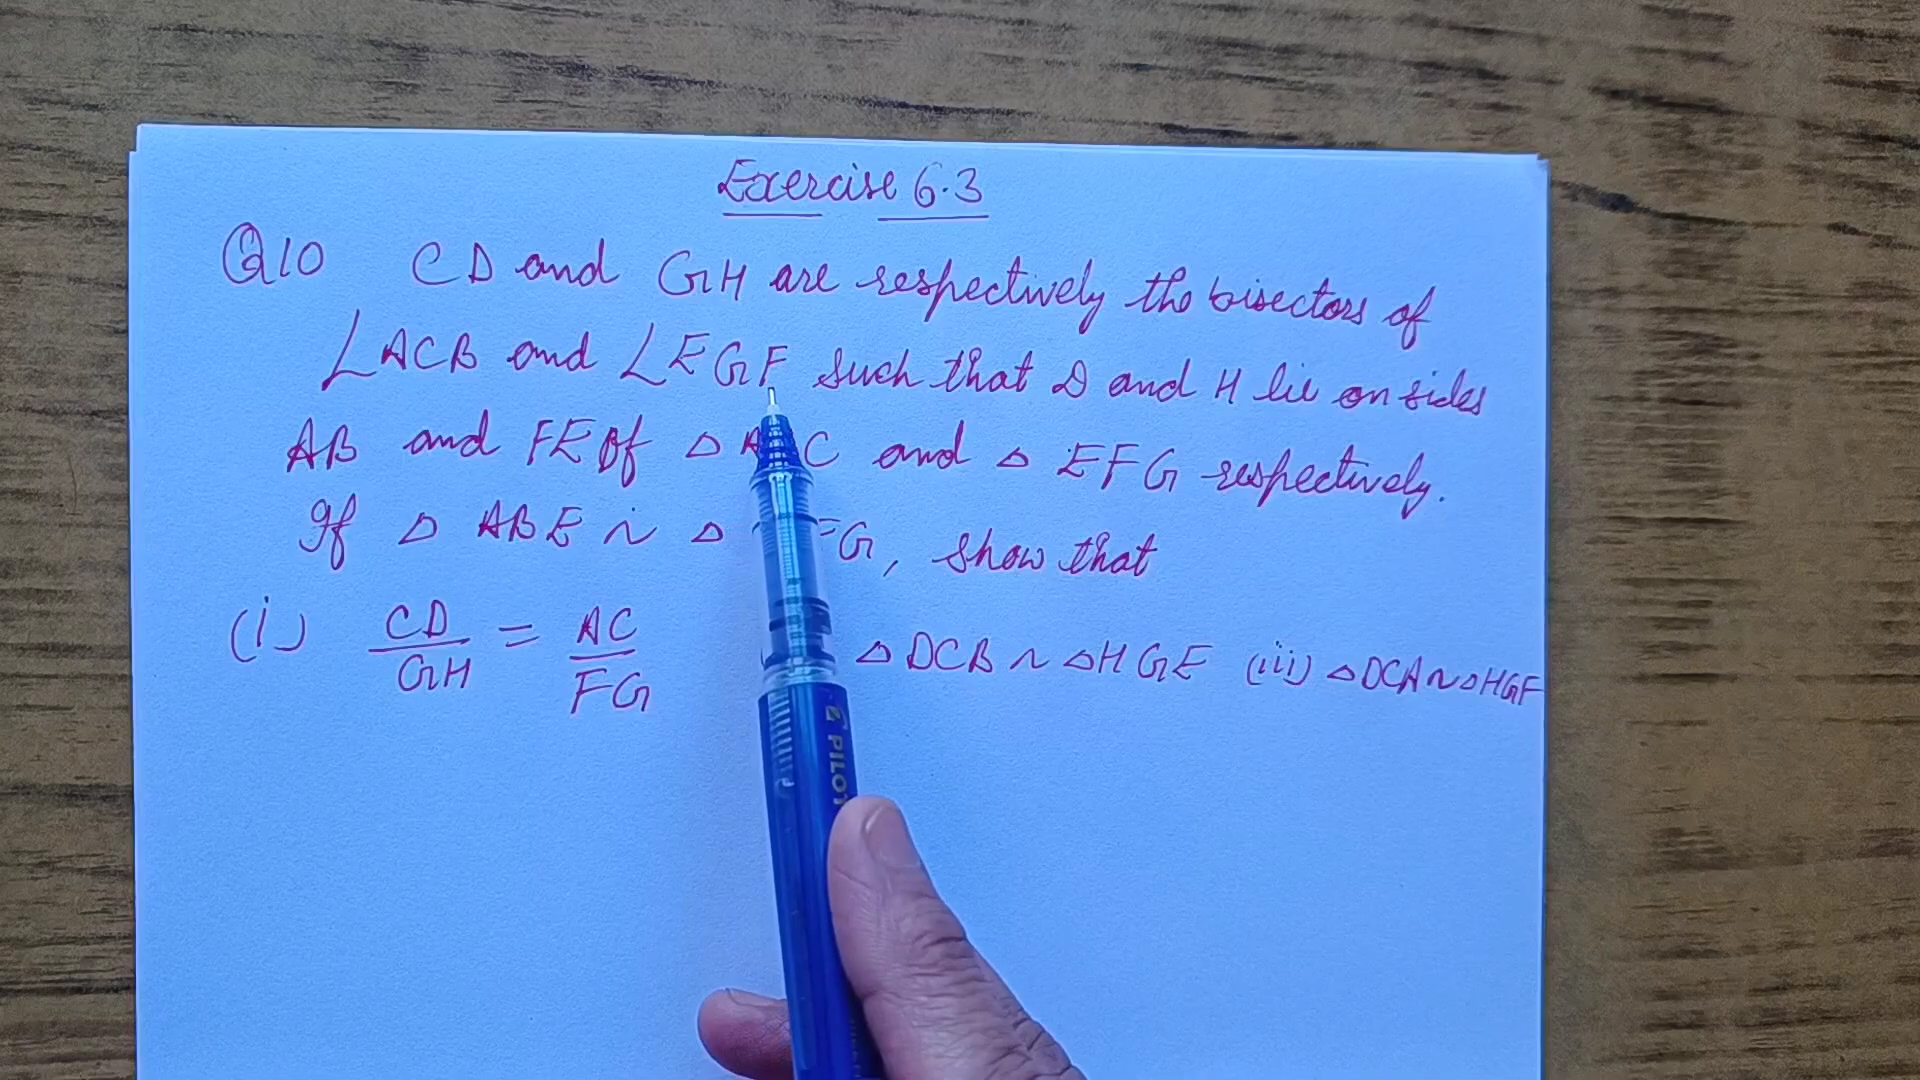 Exercise 6.3
Q10 CD and GH are respectively the bisectors of
∠ACB and ∠EGF such that D and H lie on sides
AB and FE of △ and △ EFG respectively.
If △ ABE ~ △ , show that
(i) CD/GH = AC/FG △DCB ~ △HGE (iii) △DCA ~ △HGF
PILOT